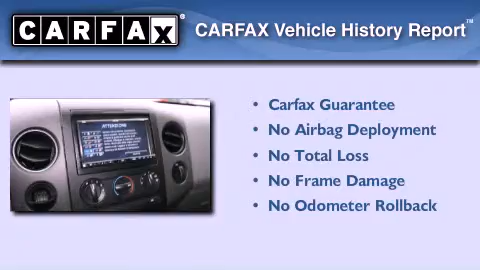 CARFAX® CARFAX Vehicle History Report™
ATTENZIONE
• Carfax Guarantee
• No Airbag Deployment
• No Total Loss
• No Frame Damage
• No Odometer Rollback